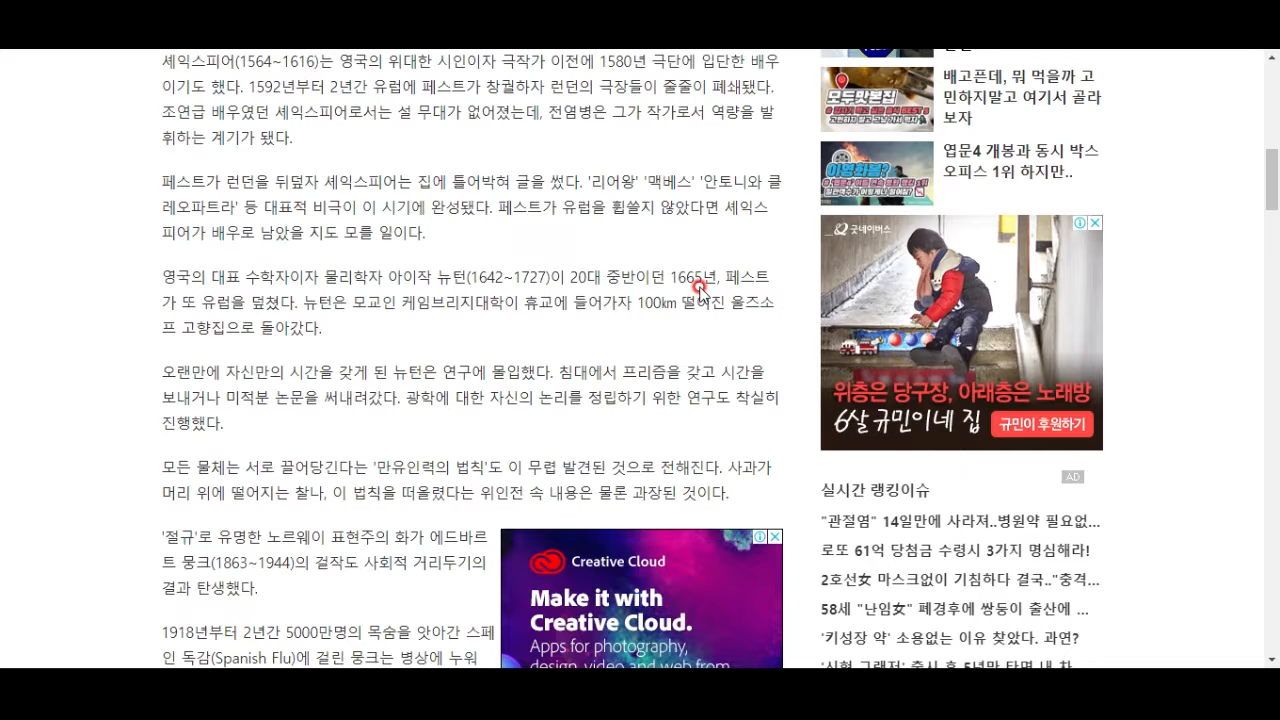 셰익스피어(1564~1616)는 영국의 위대한 시인이자 극작가 이전에 1580년 극단에 입단한 배우
이기도 했다. 1592년부터 2년간 유럽에 페스트가 창궐하자 런던의 극장들이 줄줄이 폐쇄됐다.
초인급 배우였던 셰익스피어로서는 설 무대가 없어졌는데, 전염병은 그가 작가로서 역량을 발
휘하는 계기가 됐다.
페스트가 런던을 뒤덮자 셰익스피어는 집에 틀어박혀 글을 썼다. '리어왕' '맥베스' '안토니와 클
레오파트라' 등 대표적 비극이 이 시기에 완성됐다. 페스트가 유럽을 휩쓸지 않았다면 셰익스
피어가 배우로 남았을 지도 모를 일이다.
영국의 대표 수학자이자 물리학자 아이작 뉴턴(1642~1727)이 20대 중반이던 1665년, 페스트
가 또 유럽을 덮쳤다. 뉴턴은 모교인 케임브리지대학이 휴교에 들어가자 100㎞ 떨어진 울즈소
프 고향집으로 돌아갔다.
오랜만에 자신만의 시간을 갖게 된 뉴턴은 연구에 몰입했다. 침대에서 프리즘을 갖고 시간을
보내거나 미적분 논문을 써내려갔다. 광학에 대한 자신의 논리를 정립하기 위한 연구도 착실히
진행했다.
모든 물체는 서로 끌어당긴다는 '만유인력의 법칙'도 이 무렵 발견된 것으로 전해진다. 사과가
머리 위에 떨어지는 찰나, 이 법칙을 떠올렸다는 위인전 속 내용은 물론 과장된 것이다.
'절규'로 유명한 노르웨이 표현주의 화가 에드바르
트 뭉크(1863~1944)의 걸작도 사회적 거리두기의
결과 탄생했다.
1918년부터 2년간 5000만명의 목숨을 앗아간 스페
인 독감(Spanish Flu)에 걸린 뭉크는 병상에 누워
Creative Cloud
Make it with
Creative Cloud.
Apps for photography,
design, video and web from
모두맛본집
배고픈데, 뭐 먹을까 고
민하지말고 여기서 골라
보자
이영화봄?
엽문4 개봉과 동시 박스
오피스 1위 하지만..
굿네이버스
위층은 당구장, 아래층은 노래방
6살 규민이네 집
규민이 후원하기
AD
실시간 랭킹이슈
"관절염" 14일만에 사라져..병원약 필요없...
로또 61억 당첨금 수령시 3가지 명심해라!
2호선女 마스크없이 기침하다 결국.."충격...
58세 "난임女" 폐경후에 쌍둥이 출산에 ...
'키성장 약' 소용없는 이유 찾았다. 과연?
'신형 그랜저' 출시 후 5년만 타면 내 차